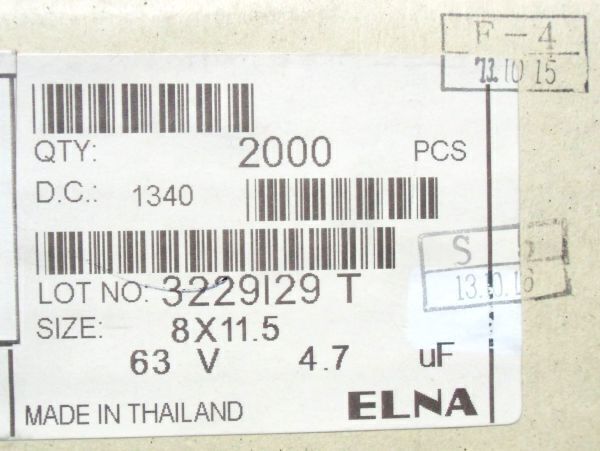 F-4
10 15
QTY: 2000 PCS
D.C.: 1340
S
13.10.16
LOT NO. 3229I29 T
SIZE: 8X11.5
63 V 4.7 uF
MADE IN THAILAND ELNA